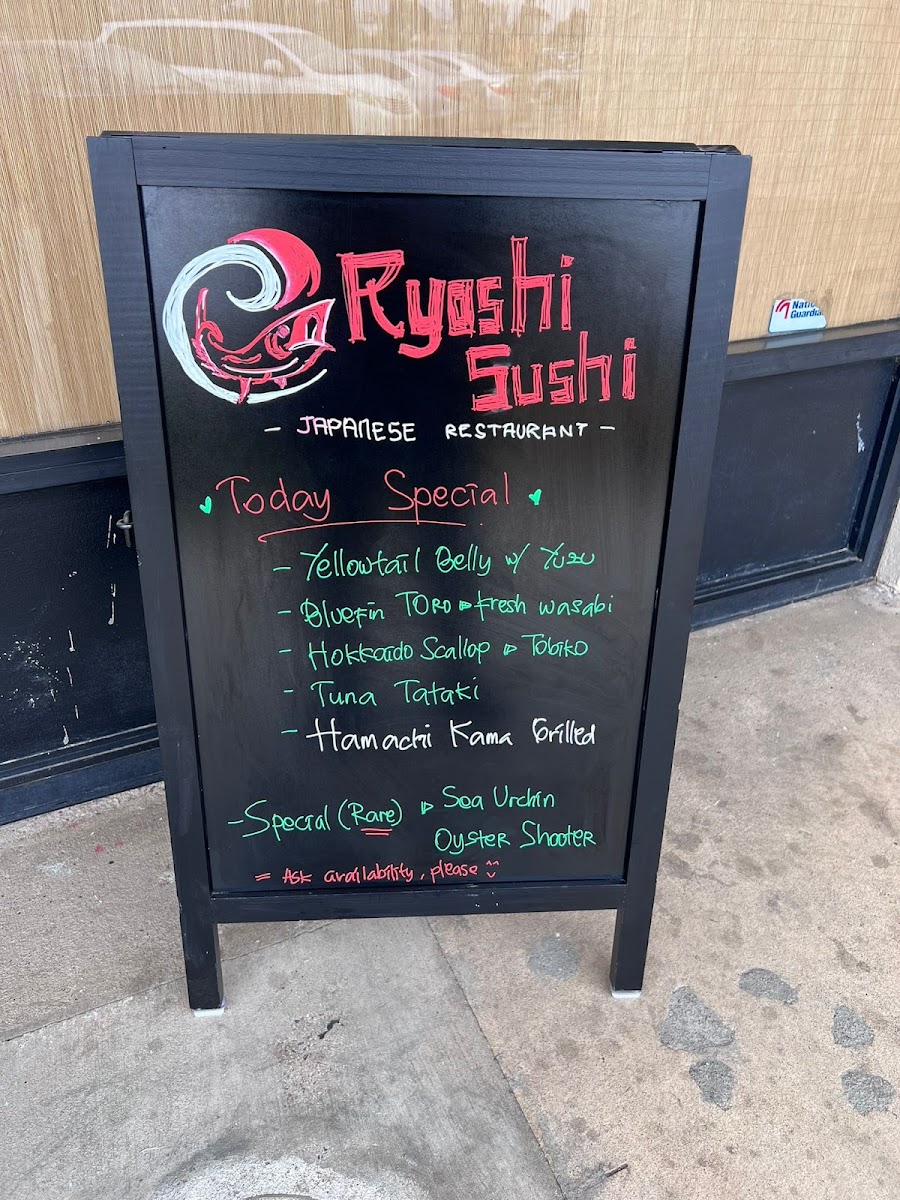 Ryoshi
Sushi
- JAPANESE RESTAURANT -
Today Special
- Yellowtail Belly w/ Yuzu
- Bluefin TORO ▷ fresh wasabi
- Hokkaido Scallop ▷ Tobiko
- Tuna Tataki
- Hamachi Kama Grilled
- Special (Rare) ▷ Sea Urchin
Oyster Shooter
= Ask availability, please